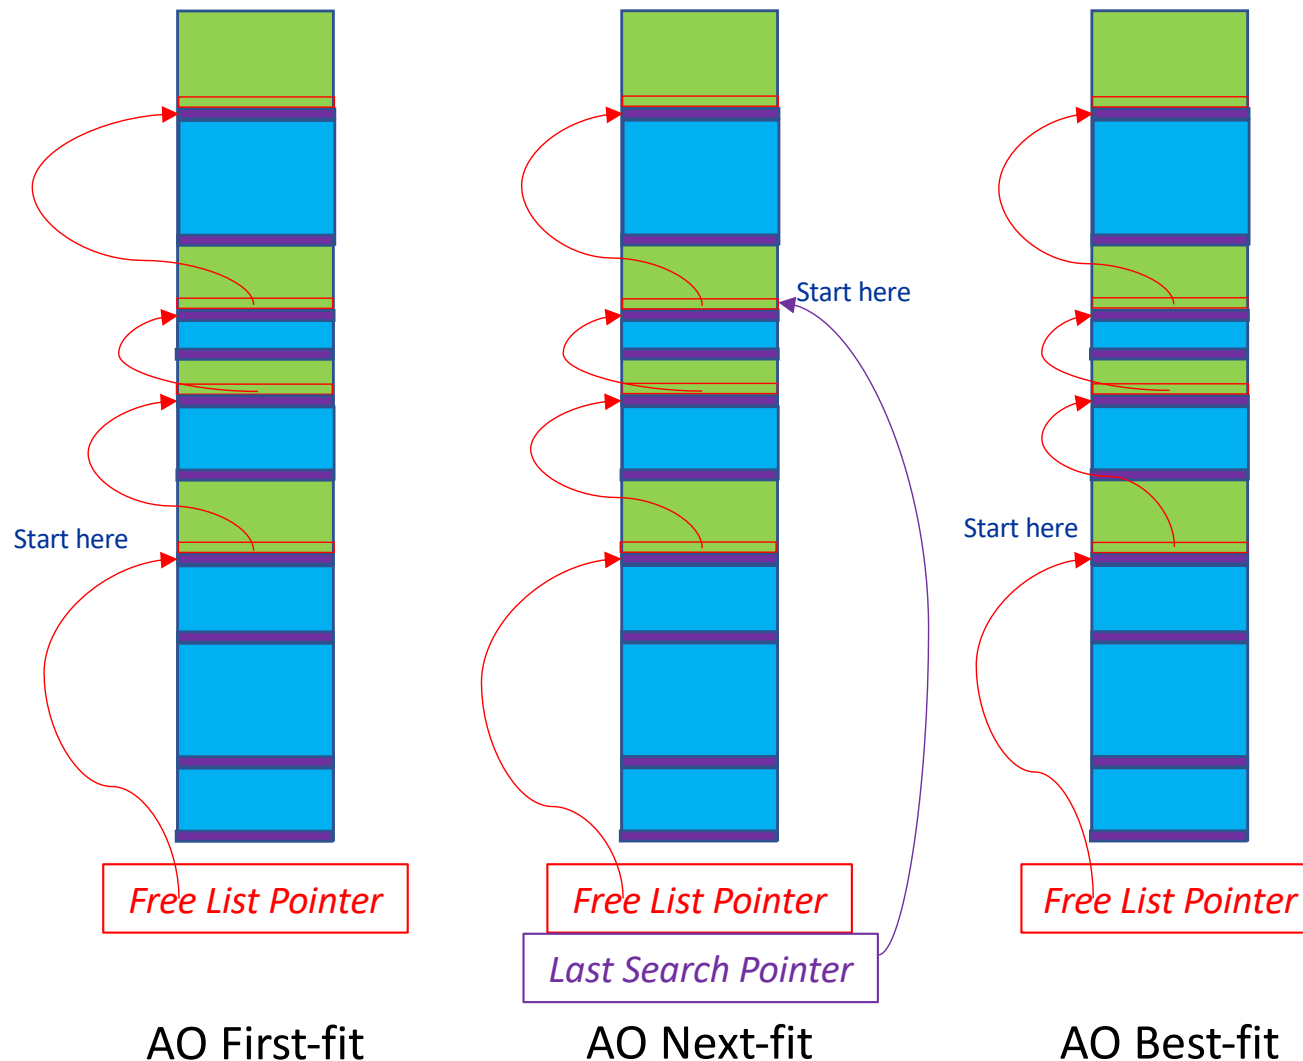 Start here
Start here
Start here
Free List Pointer
Free List Pointer
Free List Pointer
Last Search Pointer
AO First-fit
AO Next-fit
AO Best-fit